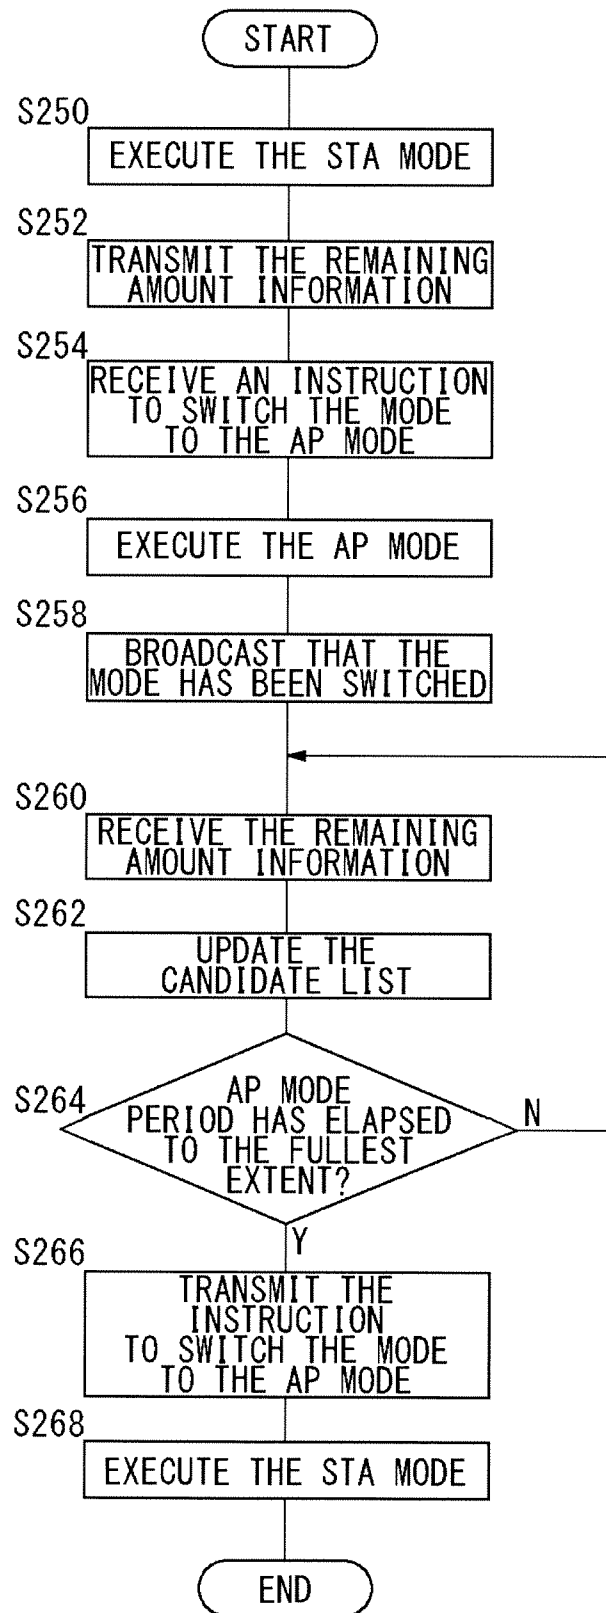 START
S250
EXECUTE THE STA MODE
S252
TRANSMIT THE REMAINING
AMOUNT INFORMATION
S254
RECEIVE AN INSTRUCTION
TO SWITCH THE MODE
TO THE AP MODE
S256
EXECUTE THE AP MODE
S258
BROADCAST THAT THE
MODE HAS BEEN SWITCHED
S260
RECEIVE THE REMAINING
AMOUNT INFORMATION
S262
UPDATE THE
CANDIDATE LIST
S264
AP MODE
PERIOD HAS ELAPSED
TO THE FULLEST
EXTENT?
N
Y
S266
TRANSMIT THE
INSTRUCTION
TO SWITCH THE MODE
TO THE AP MODE
S268
EXECUTE THE STA MODE
END